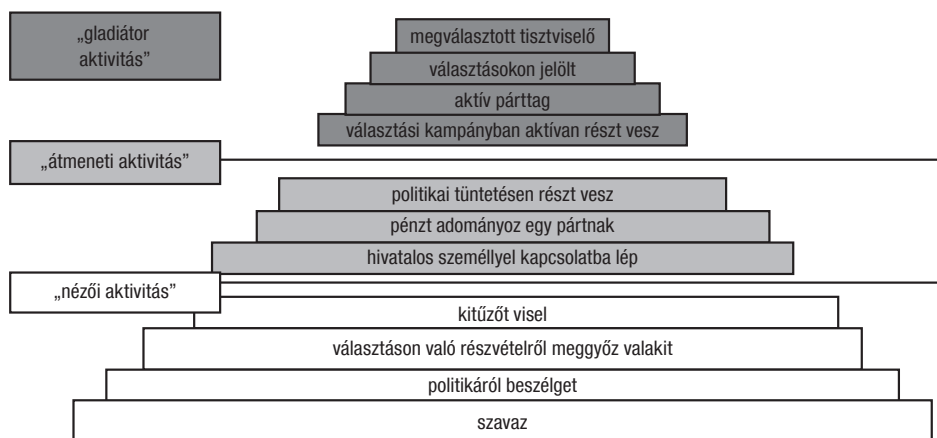 „gladiátor
aktivitás”
megválasztott tisztviselő
választásokon jelölt
aktív párttag
választási kampányban aktívan részt vesz
„átmeneti aktivitás”
politikai tüntetésen részt vesz
pénzt adományoz egy pártnak
hivatalos személlyel kapcsolatba lép
„nézői aktivitás”
kitűzőt visel
választáson való részvételről meggyőz valakit
politikáról beszélget
szavaz